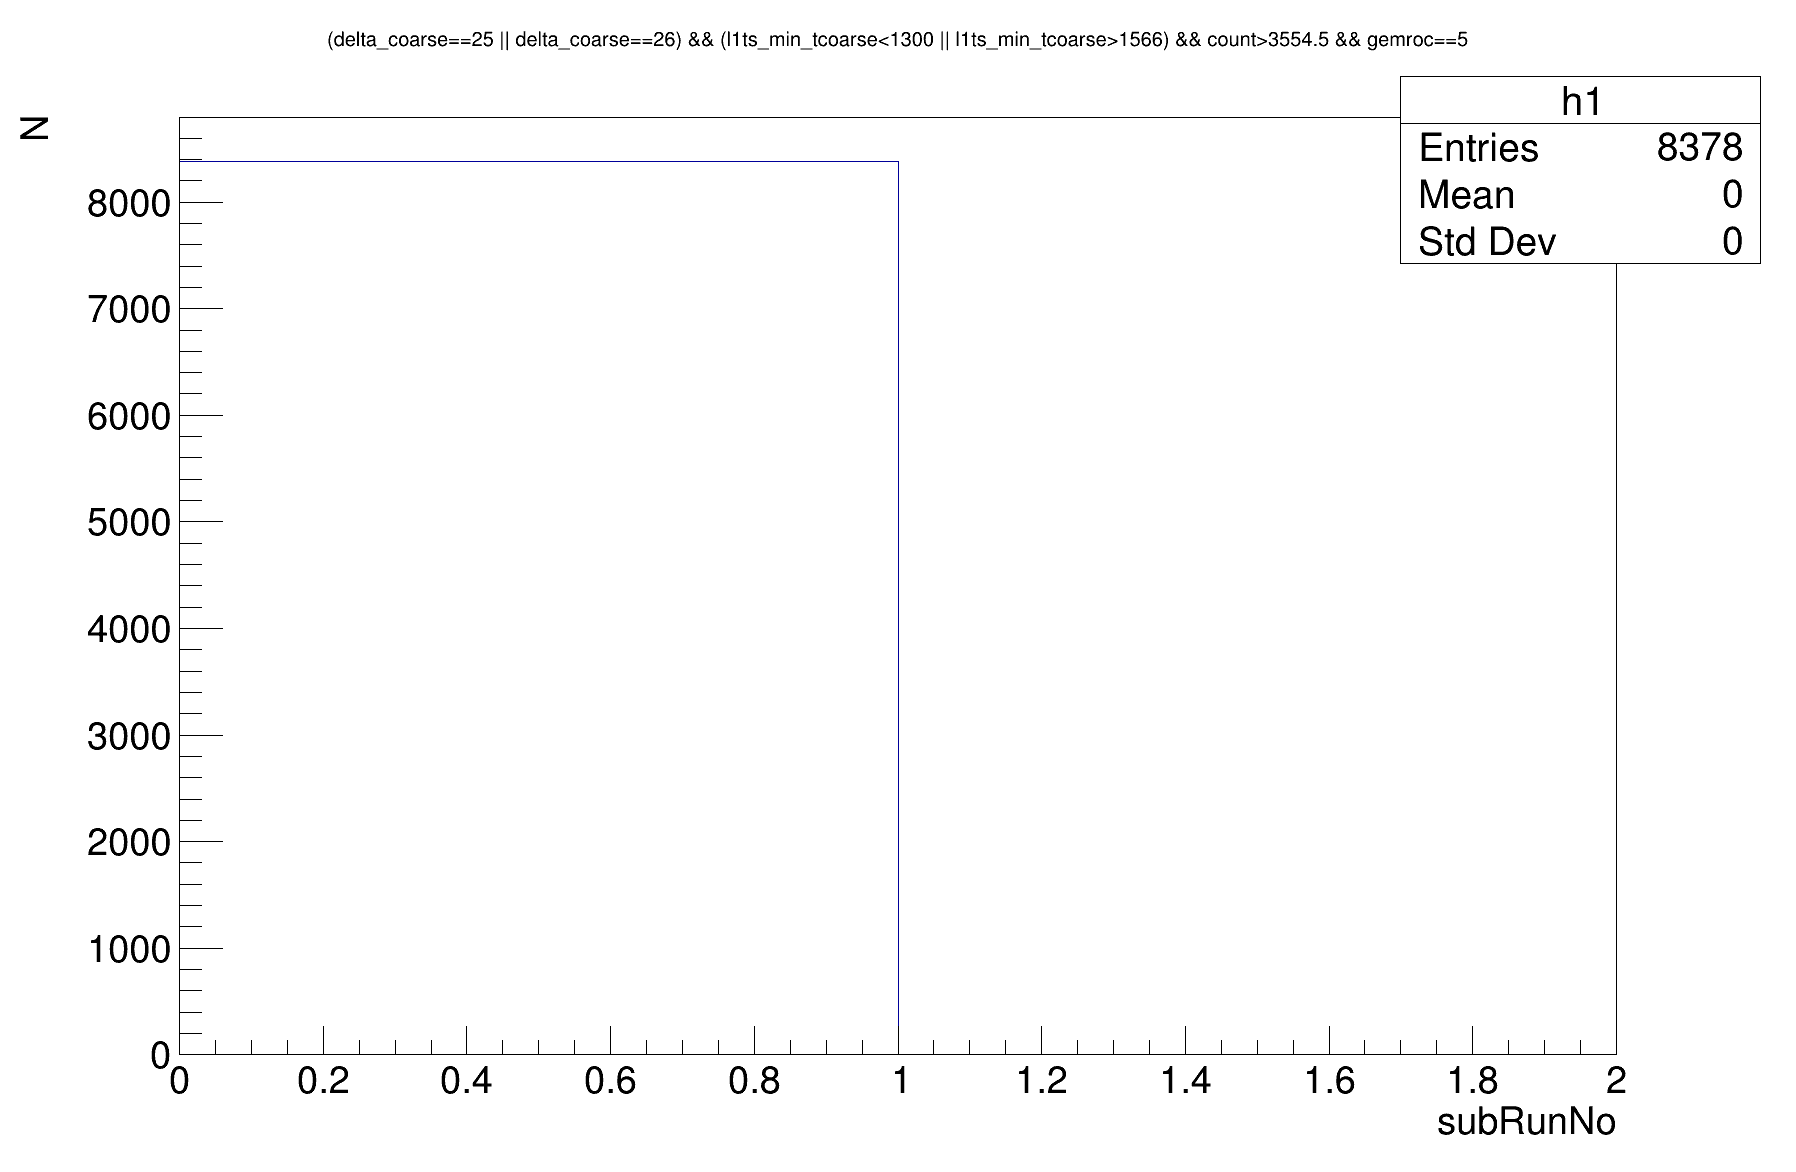 (delta_coarse==25 || delta_coarse==26) && (l1ts_min_tcoarse<1300 || l1ts_min_tcoarse>1566) && count>3554.5 && gemroc==5
h1
Entries 8378
Mean 0
Std Dev 0
N
8000
7000
6000
5000
4000
3000
2000
1000
0
0 0.2 0.4 0.6 0.8 1 1.2 1.4 1.6 1.8 2
subRunNo